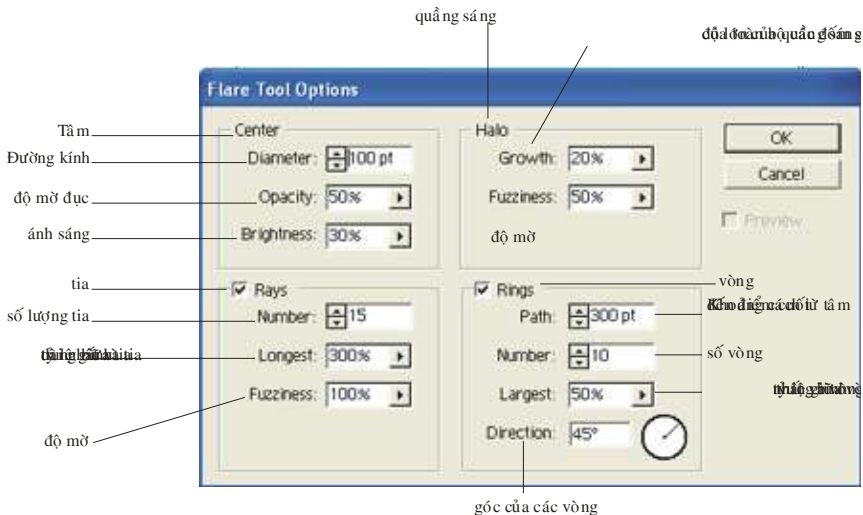 quầng sáng
Flare Tool Options
Tâm
Center
Halo
OK
Đường kính
Diameter: 100 pt
Growth: 20%
Cancel
độ mờ đục
Opacity: 50%
Fuzziness: 50%
Preview
ánh sáng
Brightness: 30%
độ mờ
tia
Rays
Rings
vòng
số lượng tia
Number: 15
Path: 300 pt
từ tâm
Longest: 300%
Number: 10
số vòng
Fuzziness: 100%
Largest: 50%
độ mờ
Direction: 45°
góc của các vòng